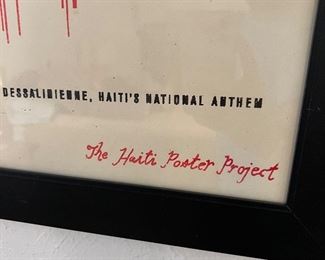 DESSALINIENNE, HAITI'S NATIONAL ANTHEM
The Haiti Poster Project